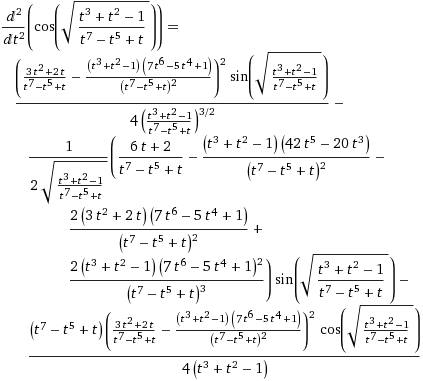 d²/dt² (cos(√((t³ + t² − 1)/(t⁷ − t⁵ + t)))) =
(((3t² + 2t)/(t⁷ − t⁵ + t) − ((t³ + t² − 1)(7t⁶ − 5t⁴ + 1))/(t⁷ − t⁵ + t)²)² sin(√((t³ + t² − 1)/(t⁷ − t⁵ + t))))/(4((t³ + t² − 1)/(t⁷ − t⁵ + t))^(3/2)) −
1/(2√((t³ + t² − 1)/(t⁷ − t⁵ + t))) ((6t + 2)/(t⁷ − t⁵ + t) − ((t³ + t² − 1)(42t⁵ − 20t³))/(t⁷ − t⁵ + t)² −
(2(3t² + 2t)(7t⁶ − 5t⁴ + 1))/(t⁷ − t⁵ + t)² +
(2(t³ + t² − 1)(7t⁶ − 5t⁴ + 1)²)/(t⁷ − t⁵ + t)³) sin(√((t³ + t² − 1)/(t⁷ − t⁵ + t))) −
((t⁷ − t⁵ + t)((3t² + 2t)/(t⁷ − t⁵ + t) − ((t³ + t² − 1)(7t⁶ − 5t⁴ + 1))/(t⁷ − t⁵ + t)²)² cos(√((t³ + t² − 1)/(t⁷ − t⁵ + t))))/(4(t³ + t² − 1))